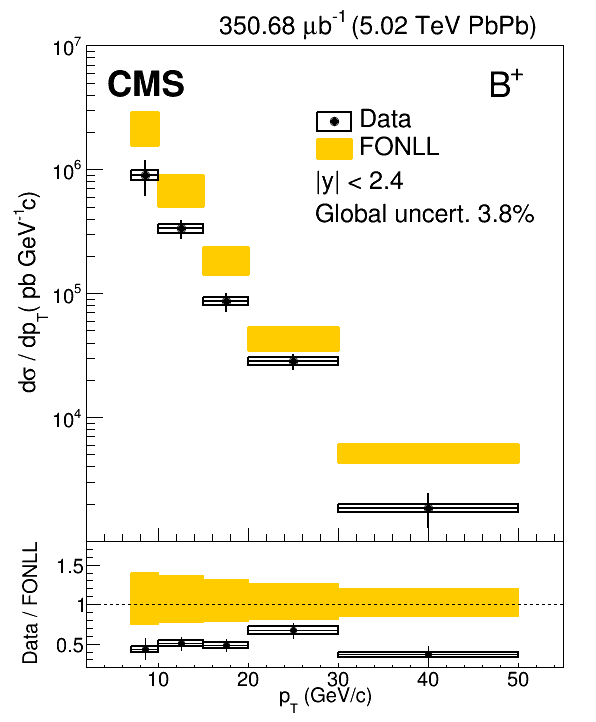 350.68 μb⁻¹ (5.02 TeV PbPb)
10⁷
CMS
B⁺
Data
FONLL
|y| < 2.4
Global uncert. 3.8%
10⁶
10⁵
10⁴
dσ / dp_T( pb GeV⁻¹c)
1.5
1
0.5
Data / FONLL
10 20 30 40 50
p_T (GeV/c)